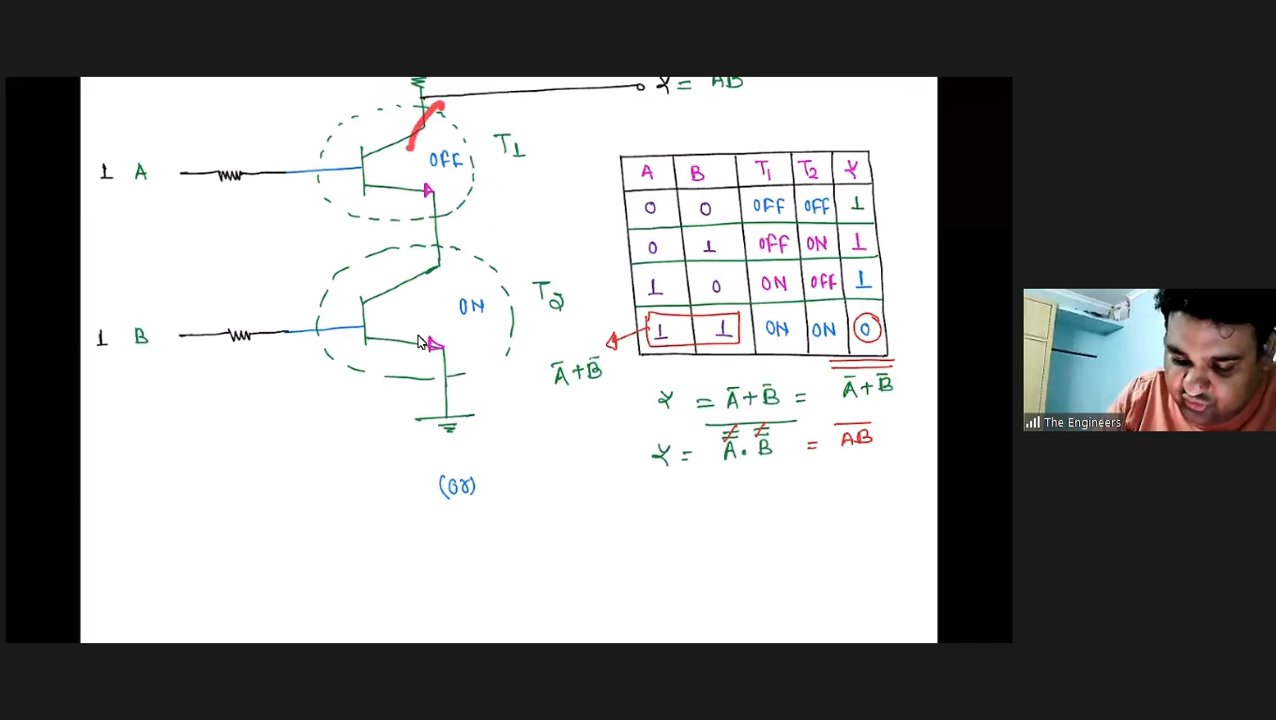 Y = AB
1 A OFF T1
A B T1 T2 Y
0 0 OFF OFF 1
0 1 OFF ON 1
1 0 ON OFF 1
1 1 ON ON 0
1 B ON T2
Ā+B̄
Y = Ā+B̄ = Ā+B̄
Y = A̿ . B̿ = A̅B̅
(or)
The Engineers